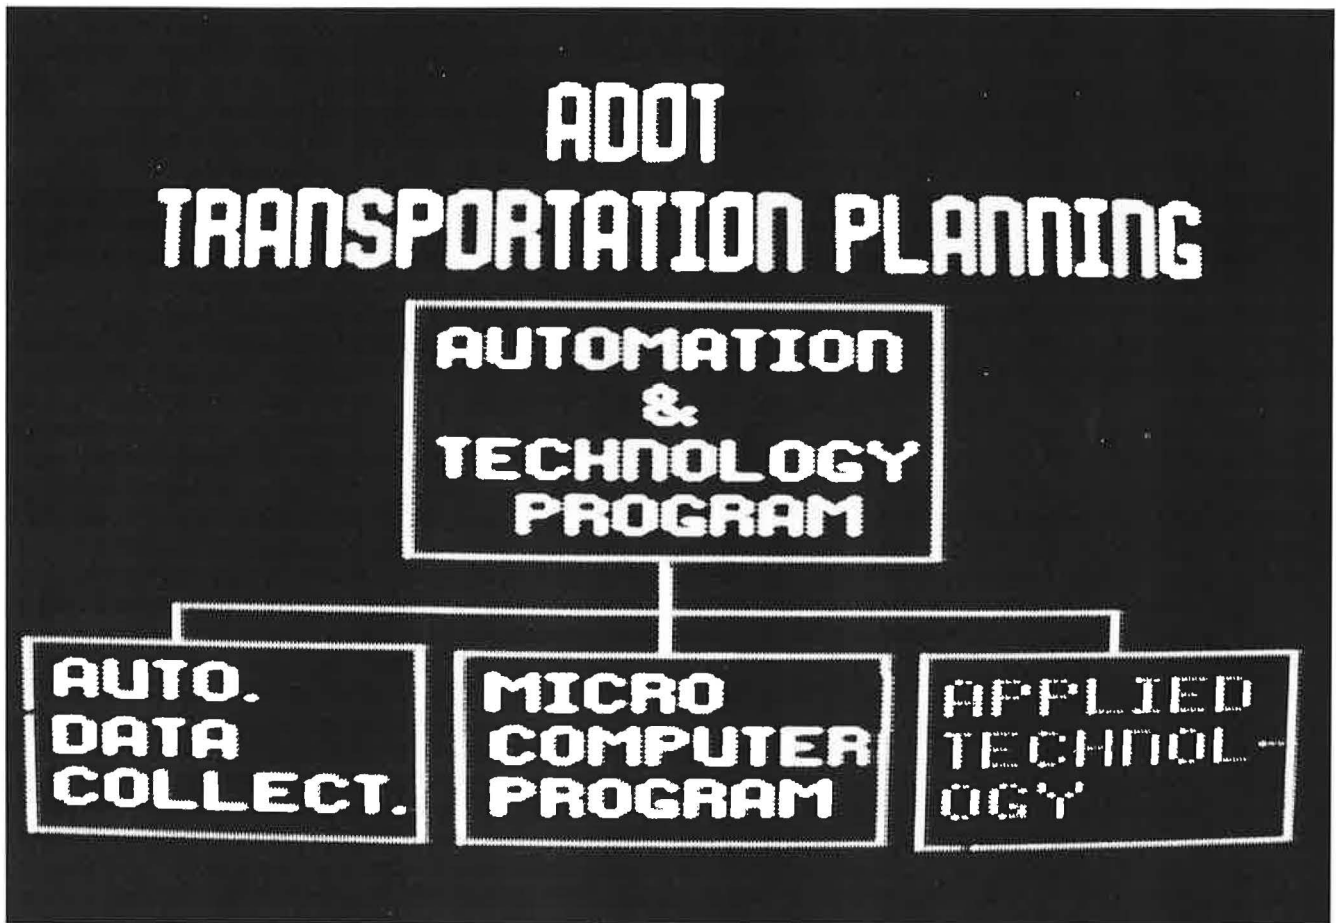 ADOT
TRANSPORTATION PLANNING
AUTOMATION
&
TECHNOLOGY
PROGRAM
AUTO.
DATA
COLLECT.
MICRO
COMPUTER
PROGRAM
APPLIED
TECHNOL-
OGY